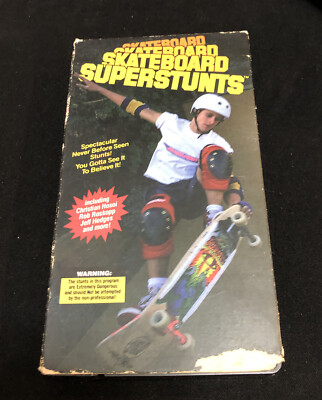 SKATEBOARD
SKATEBOARD
SKATEBOARD
SUPERSTUNTS™
Spectacular
Never Before Seen
Stunts!
You Gotta See It
To Believe It!
including
Christian Hosoi
Rob Roskopp
Jeff Hedges
and more!
WARNING:
The stunts in this program
are Extremely Dangerous
and should Not be attempted
by the non-professional!